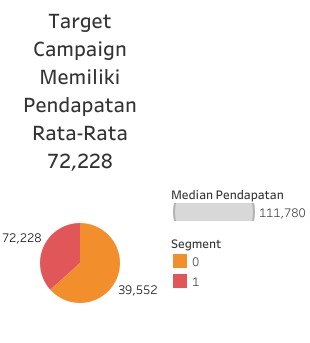 Target
Campaign
Memiliki
Pendapatan
Rata-Rata
72,228
Median Pendapatan
111,780
72,228
Segment
0
1
39,552